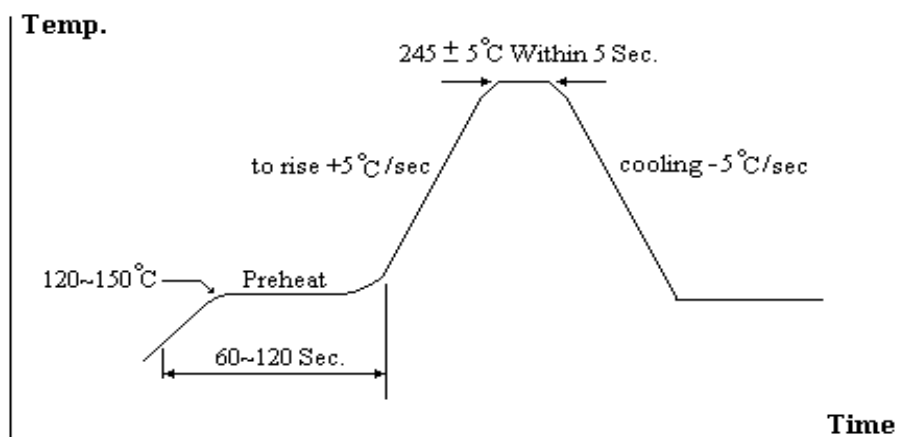 Temp.
245 ± 5°C Within 5 Sec.
to rise +5°C/sec
cooling -5°C/sec
120~150°C
Preheat
60~120 Sec.
Time